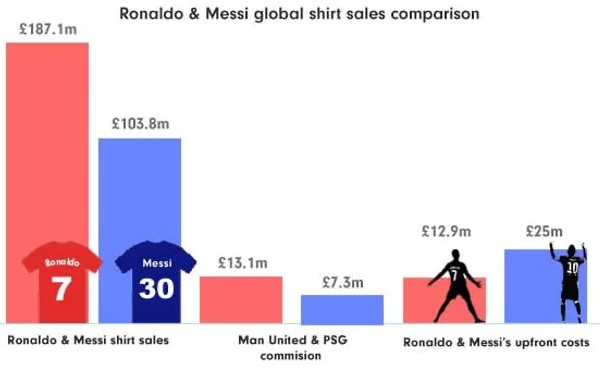 Ronaldo & Messi global shirt sales comparison
£187.1m
£103.8m
£13.1m
£7.3m
£12.9m
£25m
Ronaldo
7
Messi
30
7
10
Ronaldo & Messi shirt sales
Man United & PSG
commision
Ronaldo & Messi's upfront costs